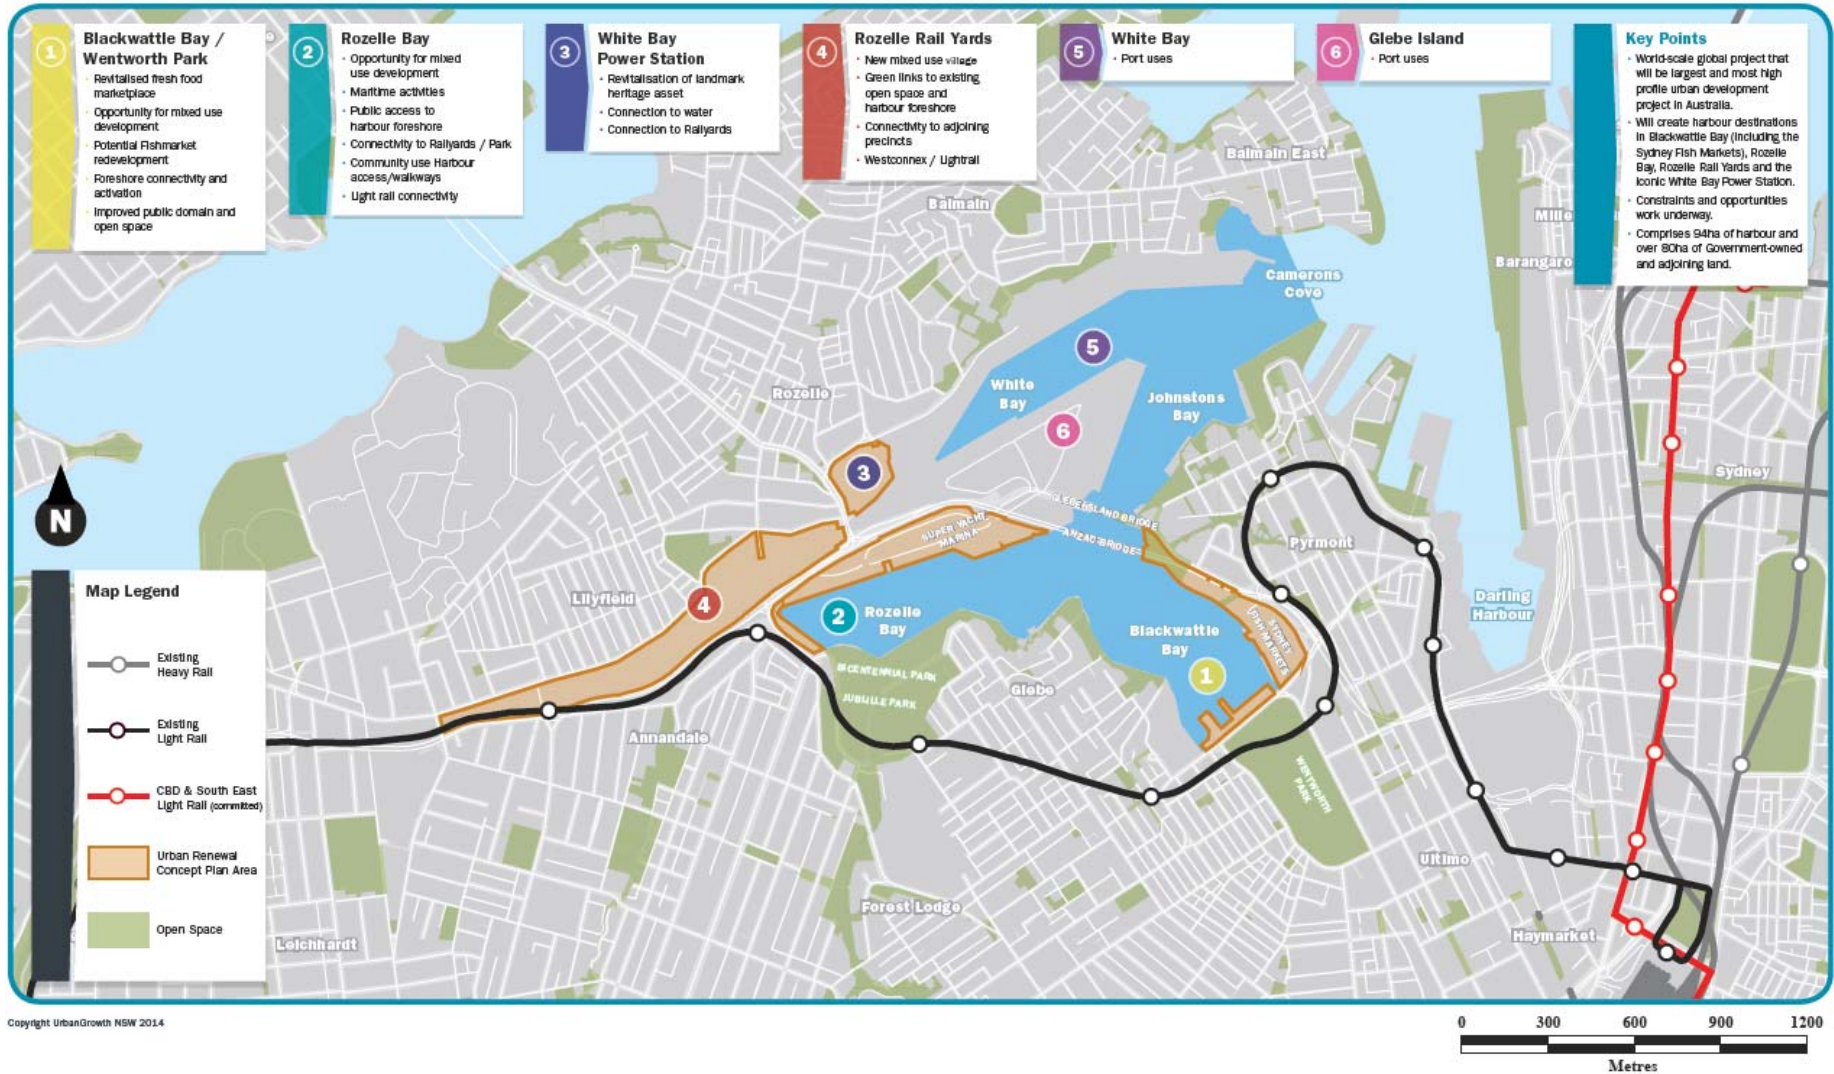 1
Blackwattle Bay /
Wentworth Park
Revitalised fresh food
marketplace
Opportunity for mixed use
development
Potential Fishmarket
redevelopment
Foreshore connectivity and
activation
Improved public domain and
open space
2
Rozelle Bay
• Opportunity for mixed
use development
• Maritime activities
• Public access to
harbour foreshore
• Connectivity to Railyards / Park
• Community use Harbour
access/walkways
• Light rail connectivity
3
White Bay
Power Station
• Revitalisation of landmark
heritage asset
• Connection to water
• Connection to Railyards
4
Rozelle Rail Yards
• New mixed use village
• Green links to existing
open space and
harbour foreshore
• Connectivity to adjoining
precincts
• Westconnex / Lightrail
5
White Bay
• Port uses
6
Glebe Island
• Port uses
Key Points
• World-scale global project that
will be largest and most high
profile urban development
project in Australia.
• Will create harbour destinations
in Blackwattle Bay (including the
Sydney Fish Markets), Rozelle
Bay, Rozelle Rail Yards and the
iconic White Bay Power Station.
• Constraints and opportunities
work underway.
• Comprises 94ha of harbour and
over 80ha of Government-owned
and adjoining land.
Balmain East
Balmain
Camerons
Cove
5
White
Bay
Johnstons
Bay
Rozelle
6
3
Sydney
N
GLEBE ISLAND BRIDGE
SUPER YACHT
MARINA
ANZAC BRIDGE
Pyrmont
Lilyfield
4
2
Rozelle
Bay
Blackwattle
Bay
SYDNEY
FISH MARKETS
Darling
Harbour
BICENTENNIAL PARK
JUBILLE PARK
Glebe
1
Annandale
WENTWORTH
PARK
Ultimo
Forest Lodge
Haymarket
Leichhardt
Map Legend
Existing
Heavy Rail
Existing
Light Rail
CBD & South East
Light Rail (committed)
Urban Renewal
Concept Plan Area
Open Space
Copyright UrbanGrowth NSW 2014
0 300 600 900 1200
Metres